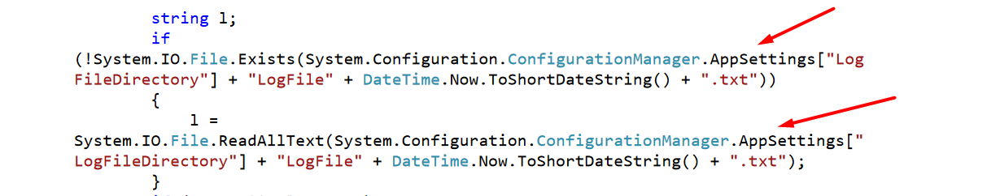 string l;
if
(!System.IO.File.Exists(System.Configuration.ConfigurationManager.AppSettings["Log
FileDirectory"] + "LogFile" + DateTime.Now.ToShortDateString() + ".txt"))
{
l =
System.IO.File.ReadAllText(System.Configuration.ConfigurationManager.AppSettings["
LogFileDirectory"] + "LogFile" + DateTime.Now.ToShortDateString() + ".txt");
}